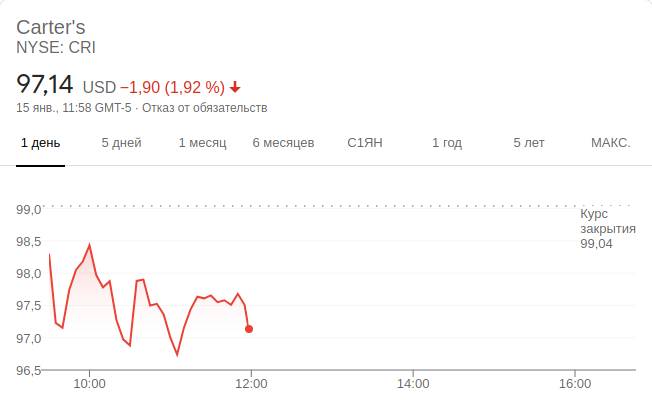 Carter's
NYSE: CRI
97,14 USD −1,90 (1,92 %)
15 янв., 11:58 GMT-5 · Отказ от обязательств
1 день 5 дней 1 месяц 6 месяцев С1ЯН 1 год 5 лет МАКС.
99,0
Курс
закрытия
99,04
98,5
98,0
97,5
97,0
96,5
10:00 12:00 14:00 16:00